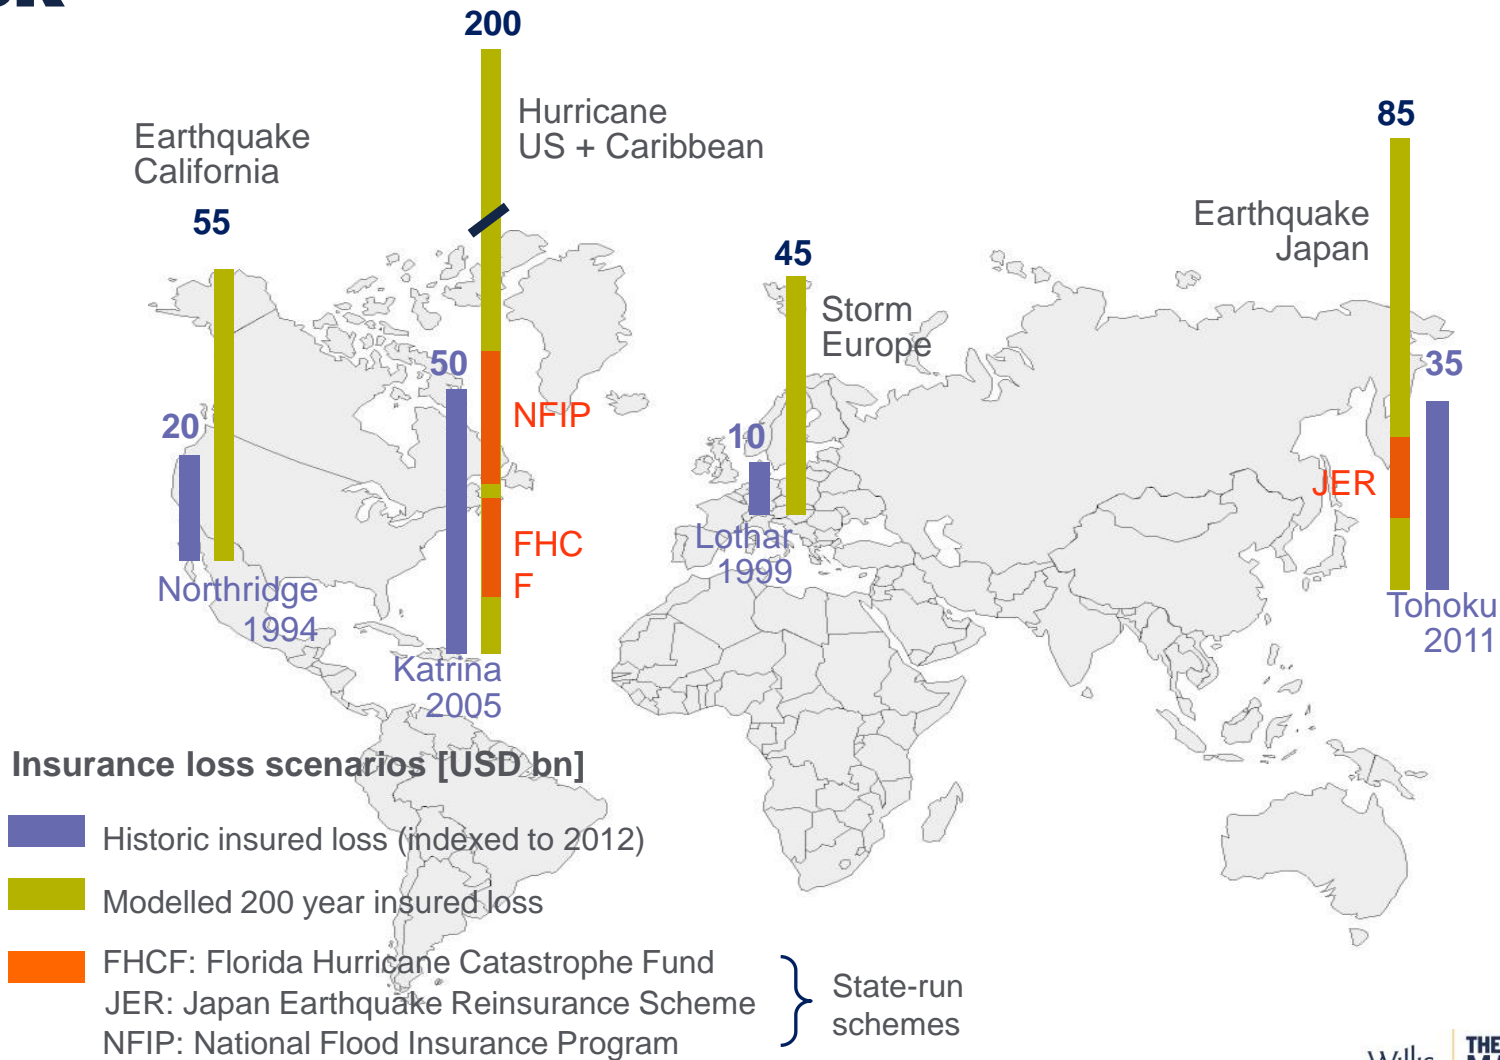 200
Hurricane
US + Caribbean
Earthquake
California
55
85
Earthquake
Japan
45
Storm
Europe
50
35
20
NFIP
10
JER
FHC
F
Lothar
1999
Northridge
1994
Tohoku
2011
Katrina
2005
Insurance loss scenarios [USD bn]
Historic insured loss (indexed to 2012)
Modelled 200 year insured loss
FHCF: Florida Hurricane Catastrophe Fund
JER: Japan Earthquake Reinsurance Scheme
NFIP: National Flood Insurance Program
State-run
schemes
Willis
THE